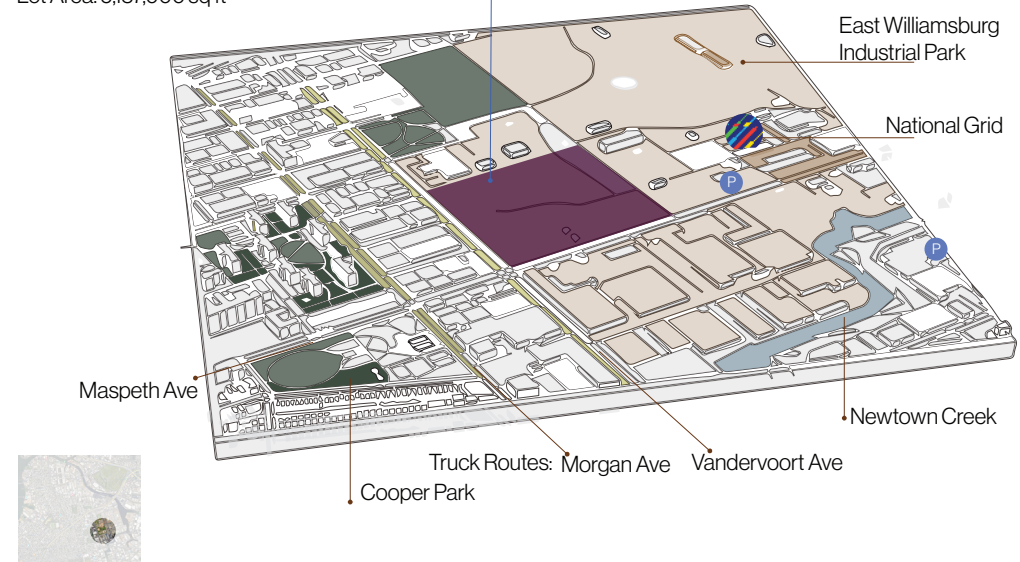 East Williamsburg
Industrial Park
National Grid
P
P
Maspeth Ave
Newtown Creek
Truck Routes: Morgan Ave
Vandervoort Ave
Cooper Park